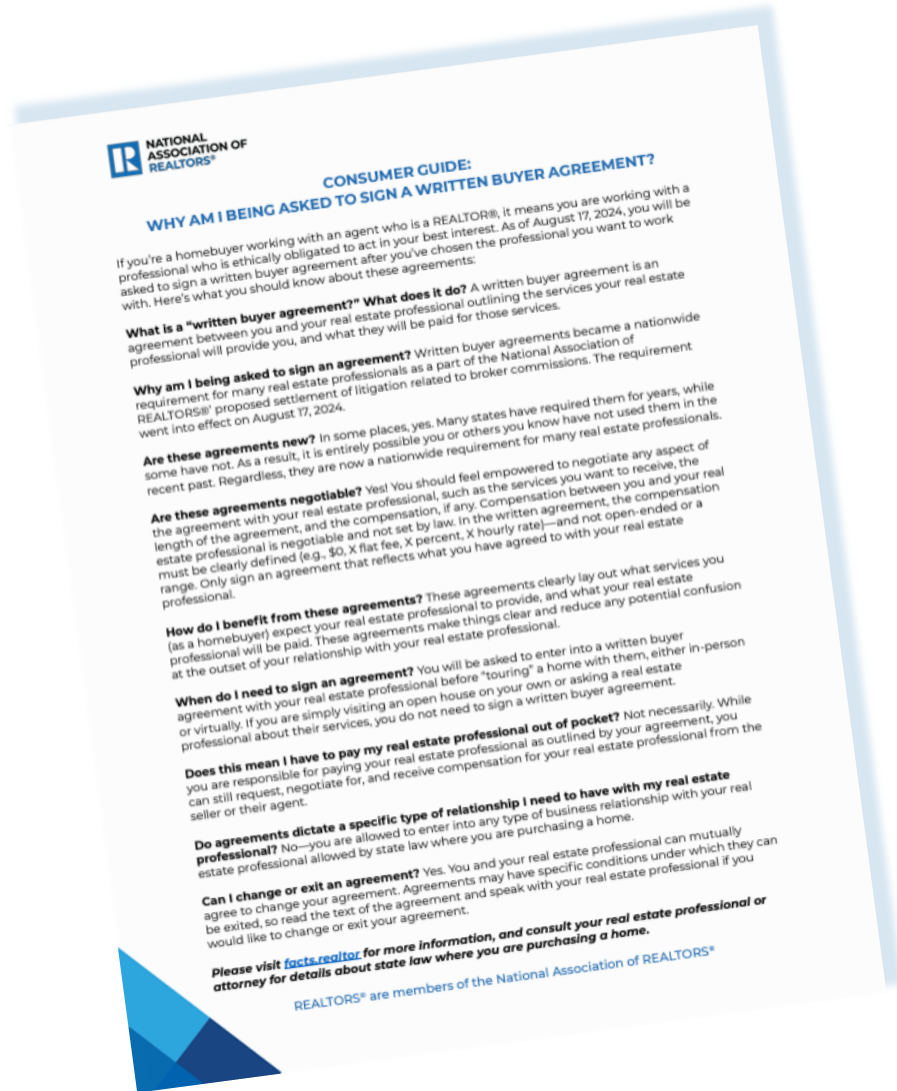 NATIONAL
ASSOCIATION OF
REALTORS®
CONSUMER GUIDE:
WHY AM I BEING ASKED TO SIGN A WRITTEN BUYER AGREEMENT?
If you're a homebuyer working with an agent who is a REALTOR®, it means you are working with a
professional who is ethically obligated to act in your best interest. As of August 17, 2024, you will be
asked to sign a written buyer agreement after you've chosen the professional you want to work
with. Here's what you should know about these agreements:
What is a “written buyer agreement?” What does it do? A written buyer agreement is an
agreement between you and your real estate professional outlining the services your real estate
professional will provide you, and what they will be paid for those services.
Why am I being asked to sign an agreement? Written buyer agreements became a nationwide
requirement for many real estate professionals as a part of the National Association of
REALTORS®’ proposed settlement of litigation related to broker commissions. The requirement
went into effect on August 17, 2024.
Are these agreements new? In some places, yes. Many states have required them for years, while
some have not. As a result, it is entirely possible you or others you know have not used them in the
recent past. Regardless, they are now a nationwide requirement for many real estate professionals.
Are these agreements negotiable? Yes! You should feel empowered to negotiate any aspect of
the agreement with your real estate professional, such as the services you want to receive, the
length of the agreement, and the compensation, if any. Compensation between you and your real
estate professional is negotiable and not set by law. In the written agreement, the compensation
must be clearly defined (e.g., $0, X flat fee, X percent, X hourly rate)—and not open-ended or a
range. Only sign an agreement that reflects what you have agreed to with your real estate
professional.
How do I benefit from these agreements? These agreements clearly lay out what services you
(as a homebuyer) expect your real estate professional to provide, and what your real estate
professional will be paid. These agreements make things clear and reduce any potential confusion
at the outset of your relationship with your real estate professional.
When do I need to sign an agreement? You will be asked to enter into a written buyer
agreement with your real estate professional before “touring” a home with them, either in-person
or virtually. If you are simply visiting an open house on your own or asking a real estate
professional about their services, you do not need to sign a written buyer agreement.
Does this mean I have to pay my real estate professional out of pocket? Not necessarily. While
you are responsible for paying your real estate professional as outlined by your agreement, you
can still request, negotiate for, and receive compensation for your real estate professional from the
seller or their agent.
Do agreements dictate a specific type of relationship I need to have with my real estate
professional? No—you are allowed to enter into any type of business relationship with your real
estate professional allowed by state law where you are purchasing a home.
Can I change or exit an agreement? Yes. You and your real estate professional can mutually
agree to change your agreement. Agreements may have specific conditions under which they can
be exited, so read the text of the agreement and speak with your real estate professional if you
would like to change or exit your agreement.
Please visit facts.realtor for more information, and consult your real estate professional or
attorney for details about state law where you are purchasing a home.
REALTORS® are members of the National Association of REALTORS®